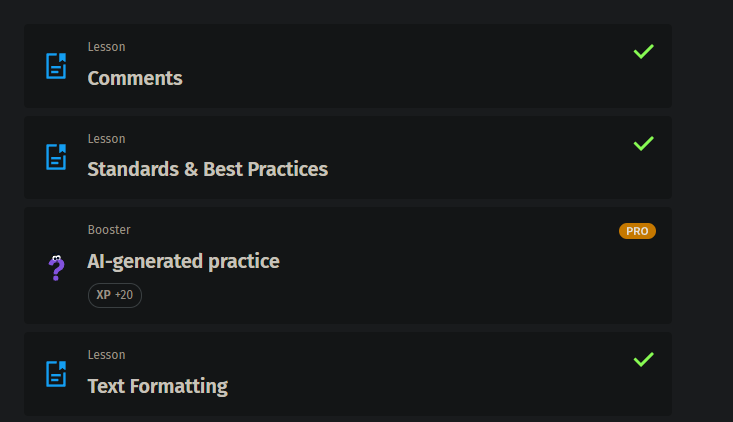 Lesson
Comments
Lesson
Standards & Best Practices
Booster
PRO
AI-generated practice
XP +20
Lesson
Text Formatting